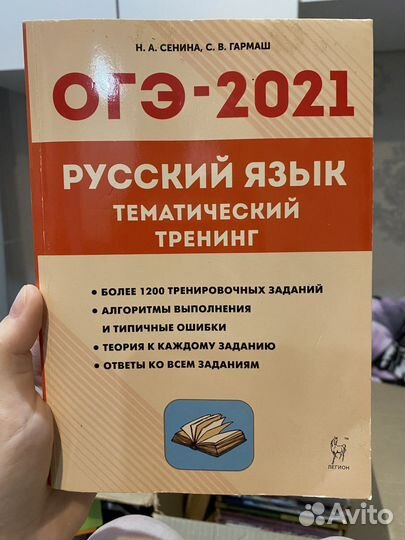 Н. А. СЕНИНА, С. В. ГАРМАШ
ОГЭ-2021
РУССКИЙ ЯЗЫК
ТЕМАТИЧЕСКИЙ
ТРЕНИНГ
• БОЛЕЕ 1200 ТРЕНИРОВОЧНЫХ ЗАДАНИЙ
• АЛГОРИТМЫ ВЫПОЛНЕНИЯ
И ТИПИЧНЫЕ ОШИБКИ
• ТЕОРИЯ К КАЖДОМУ ЗАДАНИЮ
• ОТВЕТЫ КО ВСЕМ ЗАДАНИЯМ
ЛЕГИОН
Avito